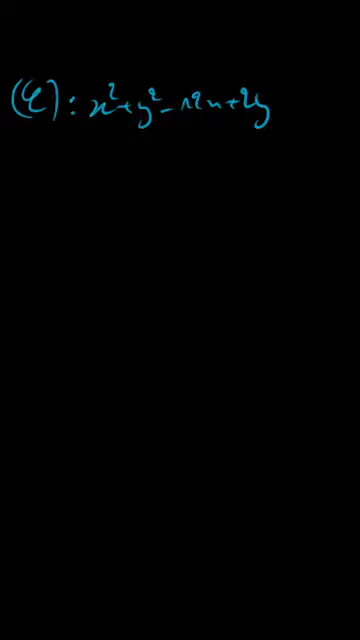 (C): x² + y² - 12x + 2y